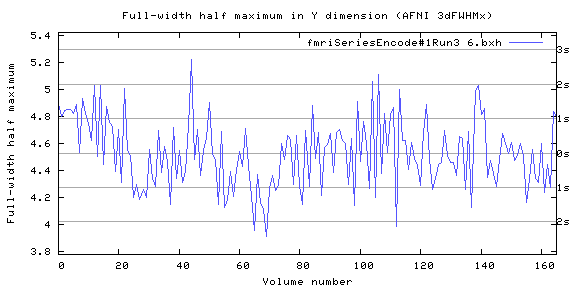 Full-width half maximum in Y dimension (AFNI 3dFWHMx)
fmriSeriesEncode#1Run3 6.bxh
Full-width half maximum
5.4
5.2
5
4.8
4.6
4.4
4.2
4
3.8
3s
2s
1s
0s
1s
2s
0 20 40 60 80 100 120 140 160
Volume number